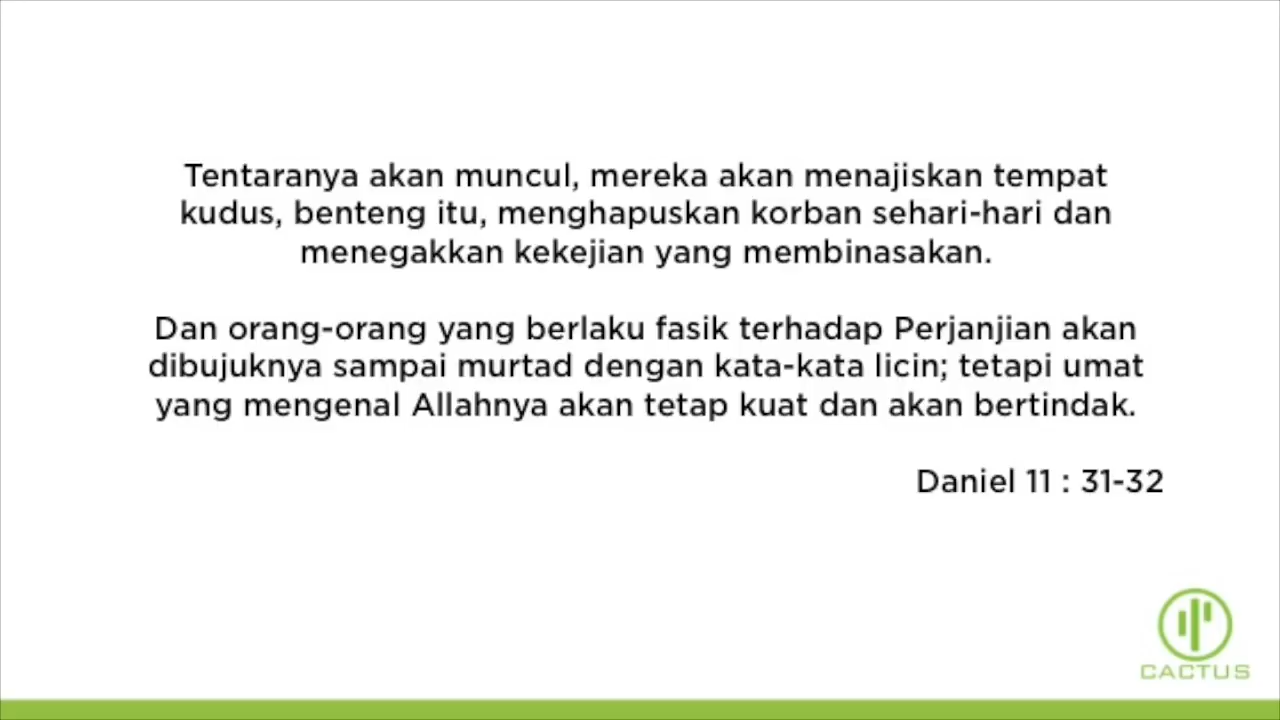 Tentaranya akan muncul, mereka akan menajiskan tempat
kudus, benteng itu, menghapuskan korban sehari-hari dan
menegakkan kekejian yang membinasakan.
Dan orang-orang yang berlaku fasik terhadap Perjanjian akan
dibujuknya sampai murtad dengan kata-kata licin; tetapi umat
yang mengenal Allahnya akan tetap kuat dan akan bertindak.
Daniel 11 : 31-32
CACTUS